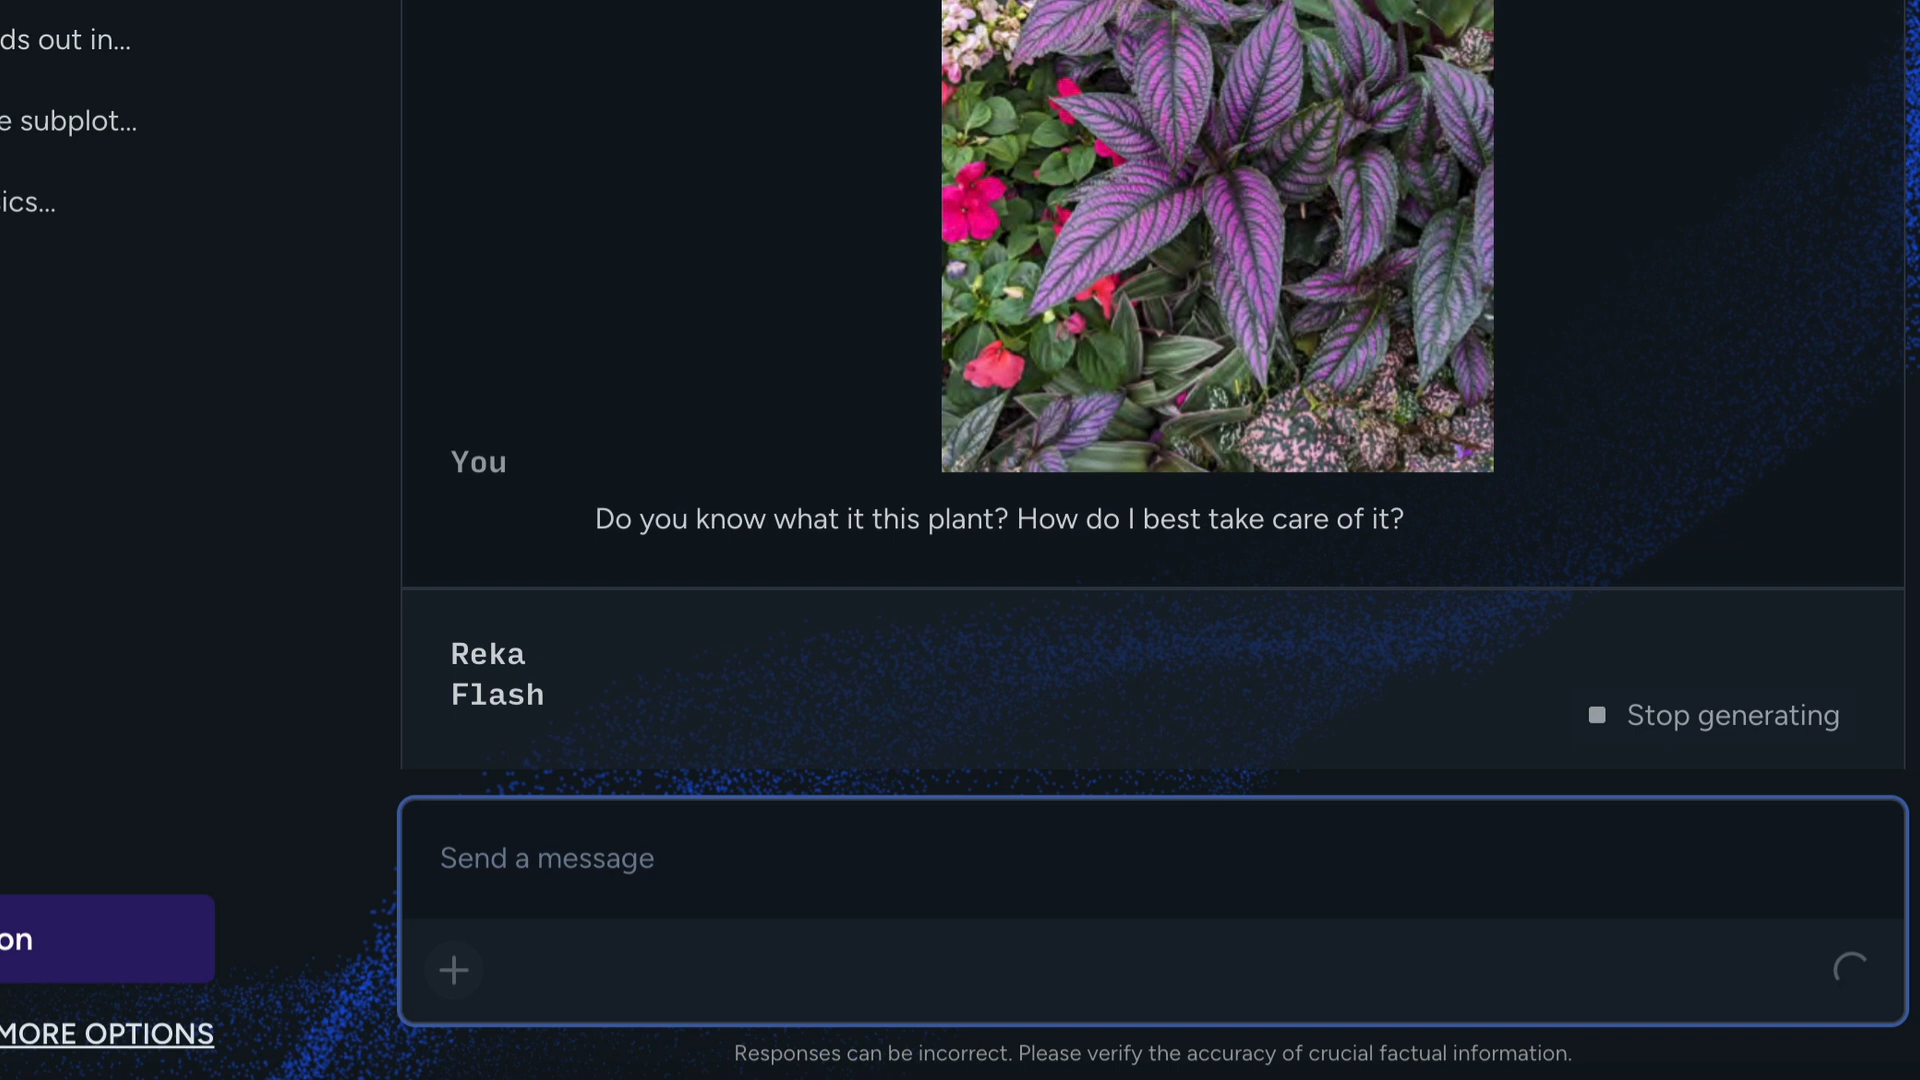 ds out in...
e subplot...
ics...
You
Do you know what it this plant? How do I best take care of it?
Reka
Flash
Stop generating
Send a message
on
MORE OPTIONS
Responses can be incorrect. Please verify the accuracy of crucial factual information.